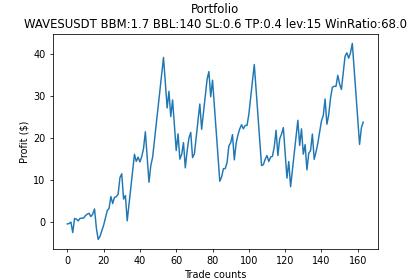 Portfolio
WAVESUSDT BBM:1.7 BBL:140 SL:0.6 TP:0.4 lev:15 WinRatio:68.0
Profit ($)
40
30
20
10
0
0 20 40 60 80 100 120 140 160
Trade counts